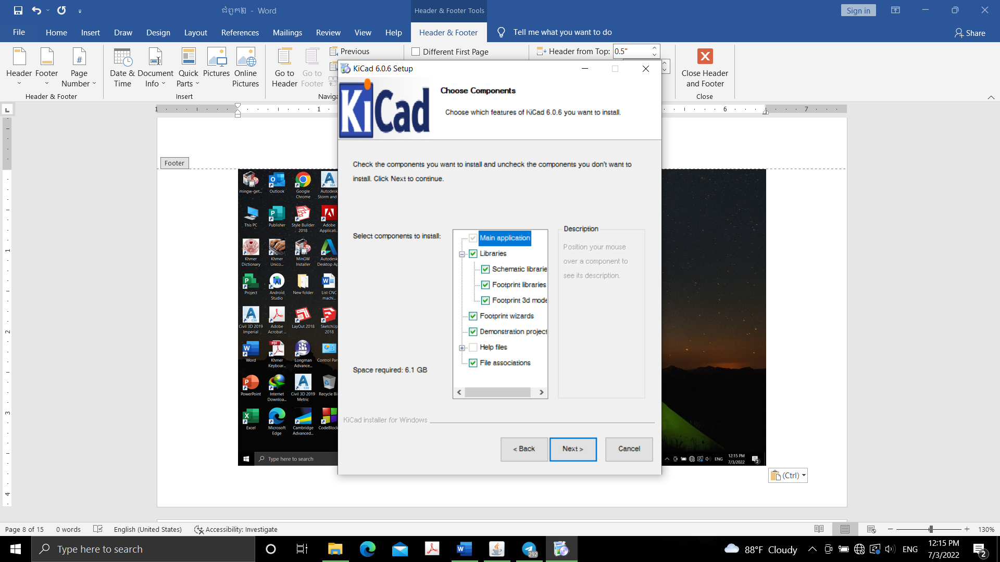 ជំពូក២ - Word
Header & Footer Tools
Sign in
File
Home
Insert
Draw
Design
Layout
References
Mailings
Review
View
Help
Header & Footer
Tell me what you want to do
Share
Header
Footer
Page
Number
Date &
Time
Document
Info
Quick
Parts
Pictures
Online
Pictures
Go to
Header
Go to
Footer
Previous
Different First Page
Header from Top: 0.5"
Close Header
and Footer
Header & Footer
Insert
Naviga
Close
1
1
6
7
KiCad 6.0.6 Setup
KiCad
Choose Components
Choose which features of KiCad 6.0.6 you want to install.
Check the components you want to install and uncheck the components you don't want to
install. Click Next to continue.
Select components to install:
Main application
Libraries
Schematic librarie
Footprint libraries
Footprint 3d mode
Footprint wizards
Demonstration project
Help files
File associations
Description
Position your mouse
over a component to
see its description.
Space required: 6.1 GB
KiCad installer for Windows
< Back
Next >
Cancel
Footer
mingw-get...
Outlook
Google
Chrome
Autodesk
Storm and
This PC
Publisher
Style Builder
2018
Adobe
Applicati..
Khmer
Dictionary
Khmer
Unico...
MinGW
Installer
Autodesk
Desktop Ap
Project
Android
Studio
New folder
List CNC
machi...
Civil 3D 2019
Imperial
Adobe
Acrobat ...
LayOut 2018
SketchUp
2018
Word
Khmer
Keyboar...
Longman
Advance...
Control Pan
PowerPoint
Internet
Downloa...
Civil 3D 2019
Metric
Recycle Bi
Excel
Microsoft
Edge
Cambridge
Advanced...
CodeBlock
Type here to search
ENG
12:15 PM
7/3/2022
2
(Ctrl)
1
2
3
4
Page 8 of 15
0 words
English (United States)
Accessibility: Investigate
130%
Type here to search
292
88°F Cloudy
ENG
12:15 PM
7/3/2022
2